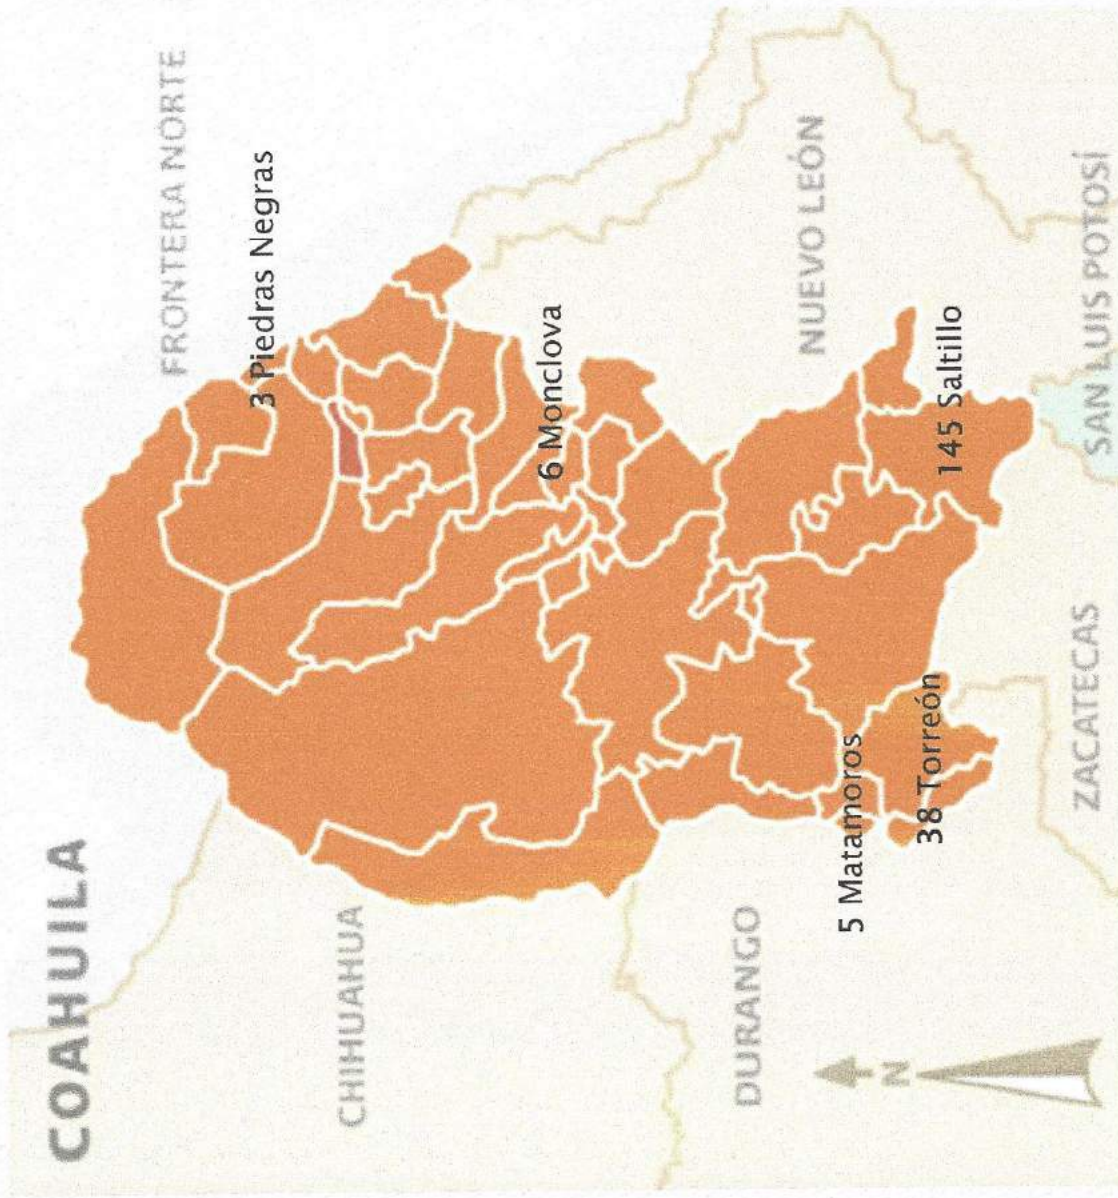 COAHUILA
FRONTERA NORTE
3 Piedras Negras
CHIHUAHUA
6 Monclova
NUEVO LEÓN
DURANGO
5 Matamoros
38 Torreón
145 Saltillo
ZACATECAS
SAN LUIS POTOSÍ
N